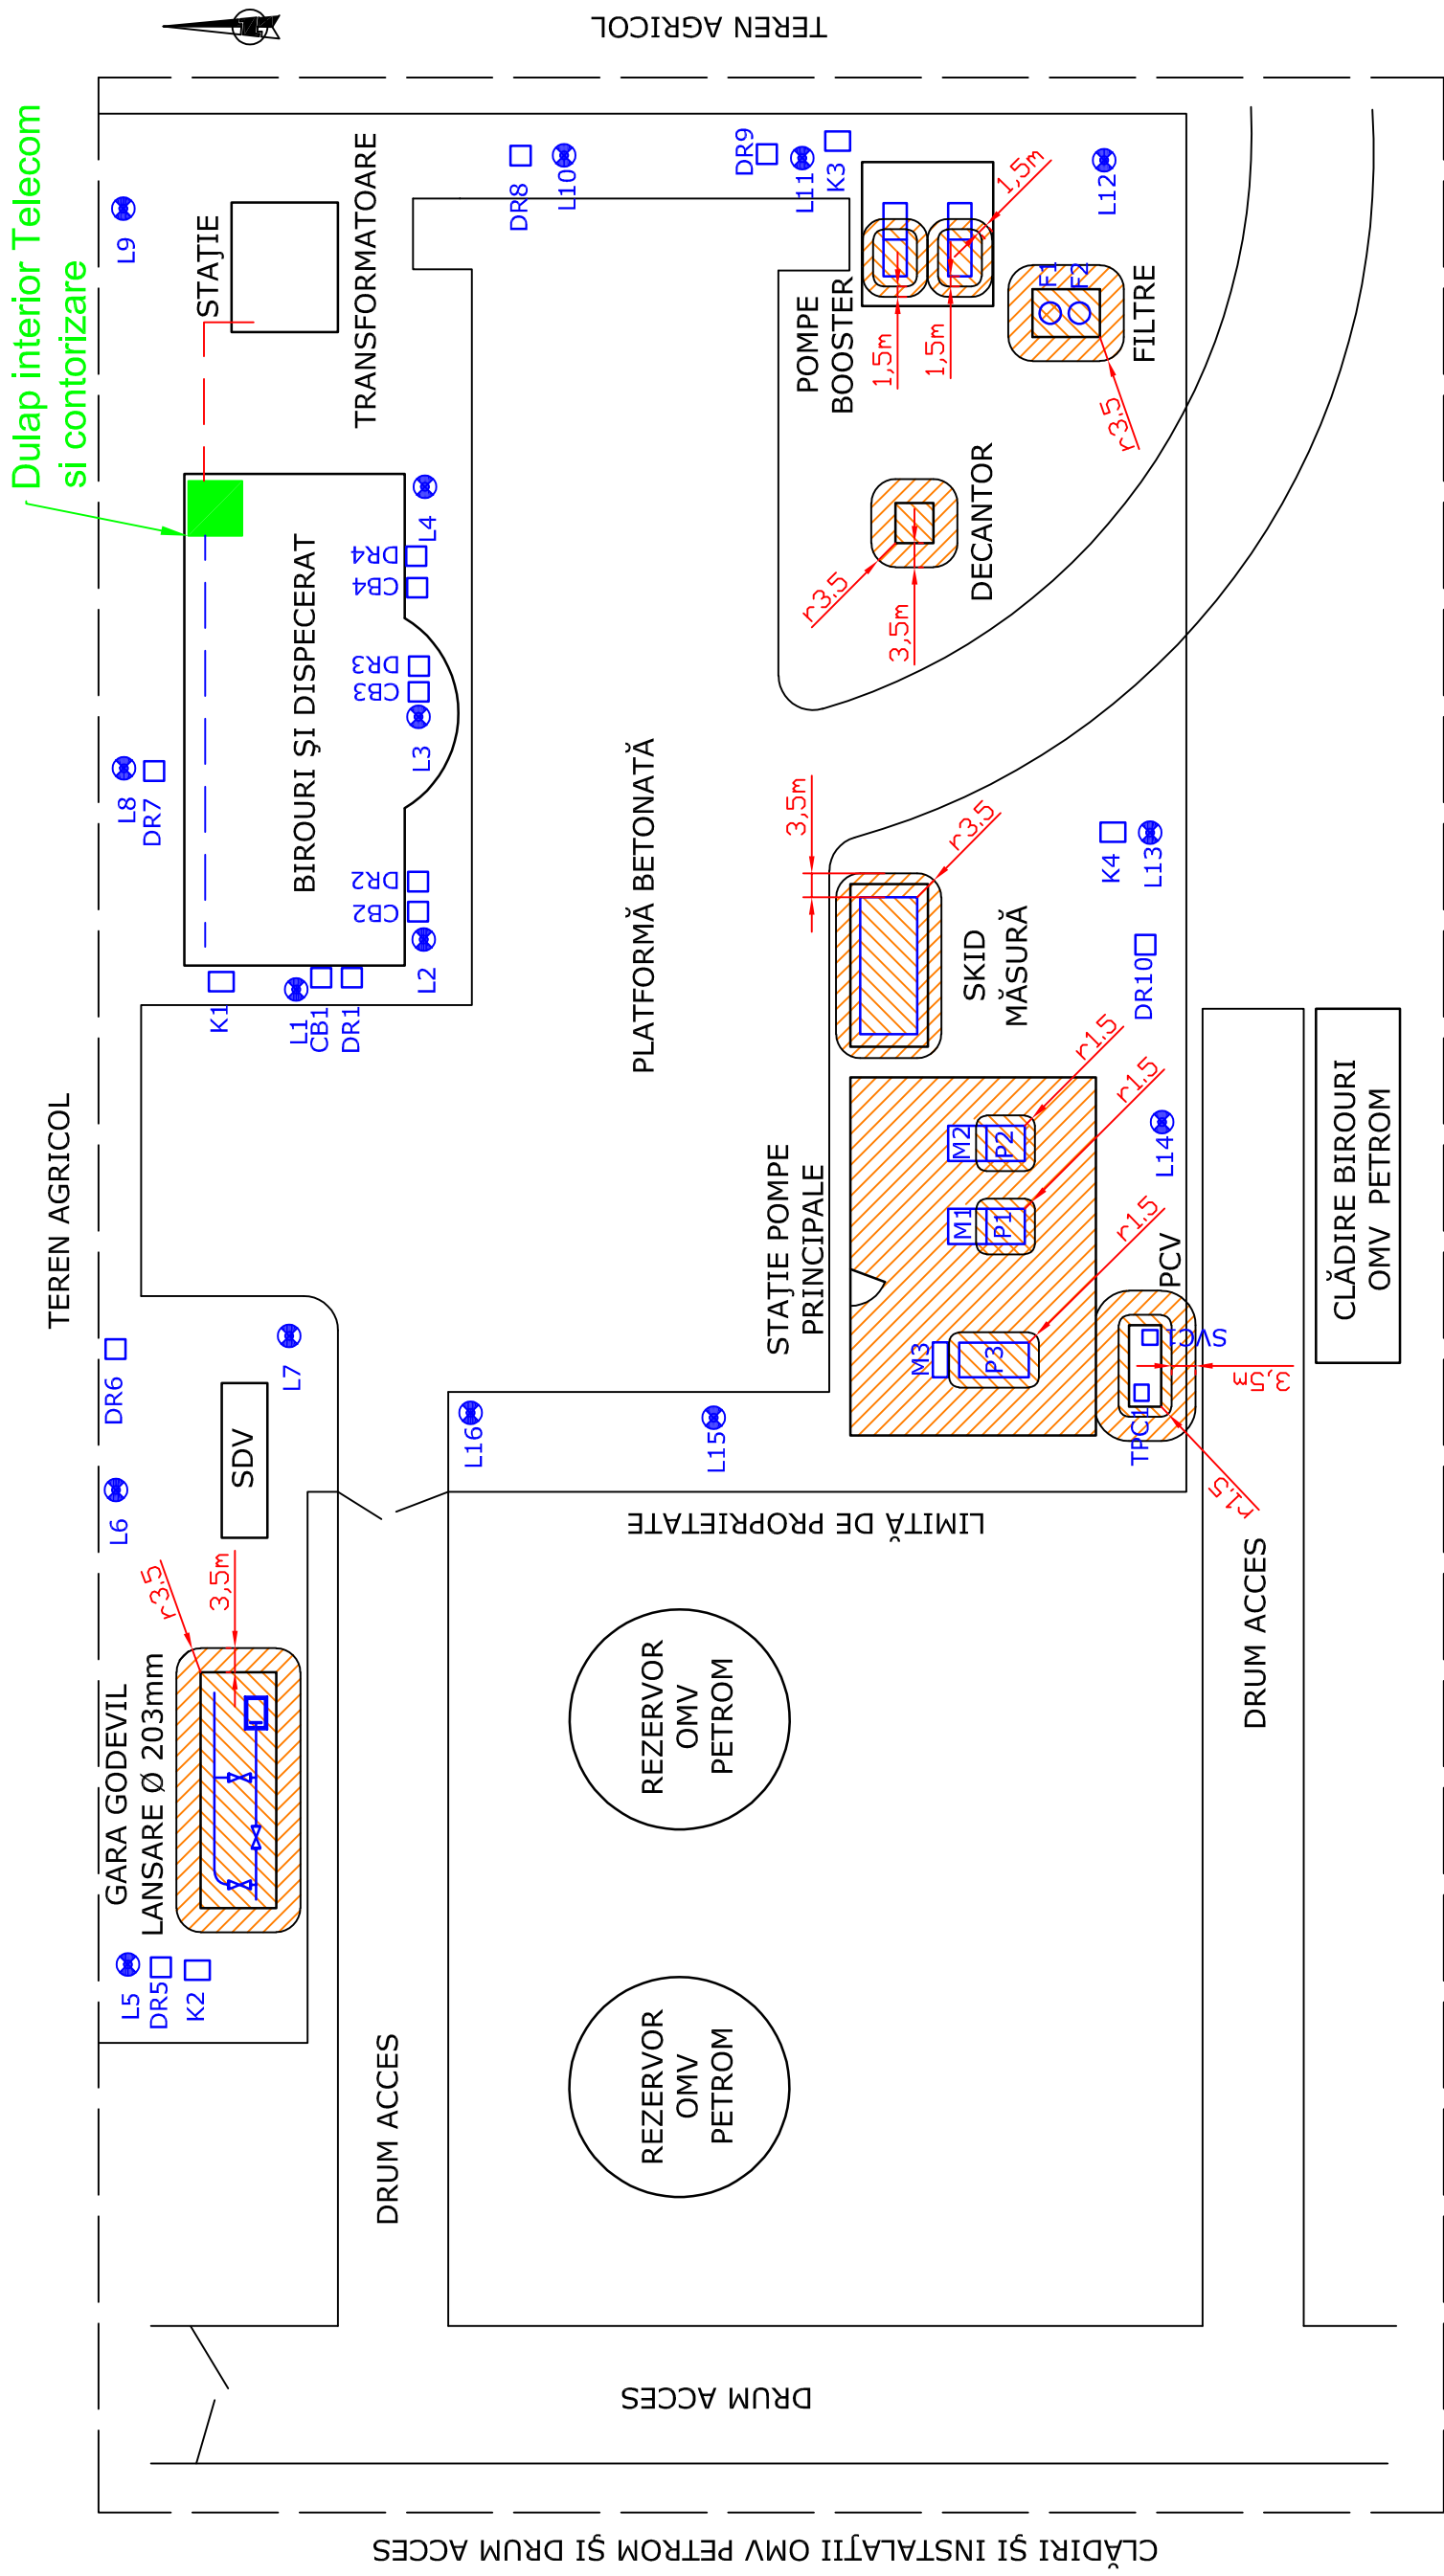 TEREN AGRICOL
Dulap interior Telecom
si contorizare
L9
STAŢIE
TRANSFORMATOARE
DR8
L10
DR9
L11
K3
1,5m
L12
POMPE
BOOSTER
1,5m
1,5m
F1
F2
FILTRE
r3,5
DECANTOR
r3,5
3,5m
L4
DR4
CB4
DR3
CB3
L3
BIROURI ŞI DISPECERAT
L8
DR7
DR2
CB2
L2
K1
L1
CB1
DR1
PLATFORMĂ BETONATĂ
3,5m
r3,5
SKID
MĂSURĂ
K4
L13
DR10
r1,5
r1,5
r1,5
M2
P2
M1
P1
M3
P3
L14
STAŢIE POMPE
PRINCIPALE
PCV
SVC1
TPC1
3,5m
r1,5
CLĂDIRE BIROURI
OMV PETROM
TEREN AGRICOL
DR6
L7
L6
SDV
L16
L15
LIMITĂ DE PROPRIETATE
r3,5
3,5m
GARA GODEVIL
LANSARE Ø 203mm
L5
DR5
K2
REZERVOR
OMV
PETROM
REZERVOR
OMV
PETROM
DRUM ACCES
DRUM ACCES
DRUM ACCES
CLĂDIRI ŞI INSTALAŢII OMV PETROM ŞI DRUM ACCES